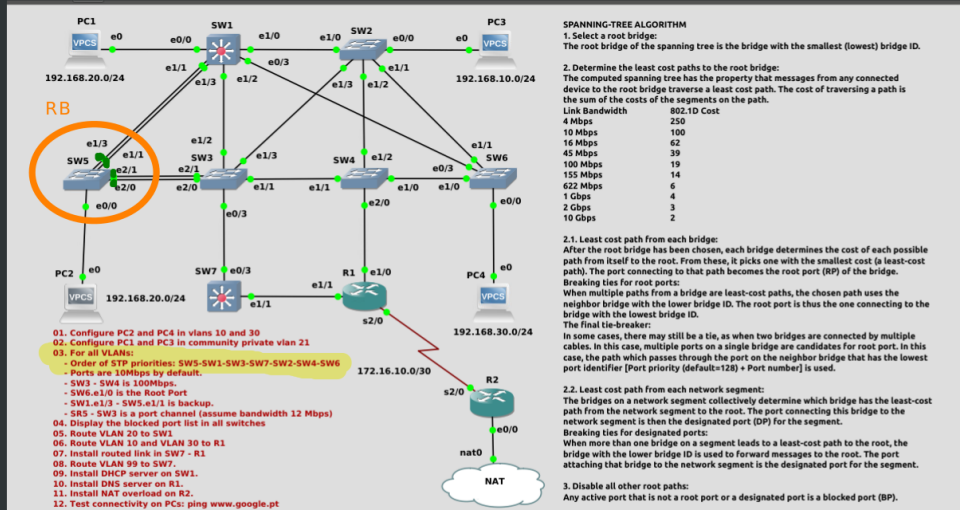 PC1
SW1
SW2
PC3
e0
e0/0
e1/0
e1/0
e0/0
e0
VPCS
VPCS
e1/1
e0/3
e1/1
e1/3
e1/2
e1/3
e1/2
192.168.20.0/24
192.168.10.0/24
RB
e1/3
e1/1
e1/2
e1/3
e1/2
e1/1
SW5
e2/1
e2/1
SW3
SW4
e0/3
SW6
e2/0
e2/0
e1/1
e1/1
e1/0
e1/0
e0/0
e0/3
e2/0
e0/0
PC2
e0
SW7
e0/3
R1
e1/0
PC4
e0
VPCS
192.168.20.0/24
e1/1
e1/1
VPCS
s2/0
192.168.30.0/24
01. Configure PC2 and PC4 in vlans 10 and 30
02. Configure PC1 and PC3 in community private vlan 21
03. For all VLANs:
- Order of STP priorities: SW5-SW1-SW3-SW7-SW2-SW4-SW6
- Ports are 10Mbps by default.
- SW3 - SW4 is 100Mbps.
- SW6.e1/0 is the Root Port
- SW1.e1/3 - SW5.e1/1 is backup.
- SR5 - SW3 is a port channel (assume bandwidth 12 Mbps)
04. Display the blocked port list in all switches
05. Route VLAN 20 to SW1
06. Route VLAN 10 and VLAN 30 to R1
07. Install routed link in SW7 - R1
08. Route VLAN 99 to SW7.
09. Install DHCP server on SW1.
10. Install DNS server on R1.
11. Install NAT overload on R2.
12. Test connectivity on PCs: ping www.google.pt
172.16.10.0/30
R2
s2/0
e0/0
nat0
NAT
SPANNING-TREE ALGORITHM
1. Select a root bridge:
The root bridge of the spanning tree is the bridge with the smallest (lowest) bridge ID.
2. Determine the least cost paths to the root bridge:
The computed spanning tree has the property that messages from any connected
device to the root bridge traverse a least cost path. The cost of traversing a path is
the sum of the costs of the segments on the path.
Link Bandwidth 802.1D Cost
4 Mbps 250
10 Mbps 100
16 Mbps 62
45 Mbps 39
100 Mbps 19
155 Mbps 14
622 Mbps 6
1 Gbps 4
2 Gbps 3
10 Gbps 2
2.1. Least cost path from each bridge:
After the root bridge has been chosen, each bridge determines the cost of each possible
path from itself to the root. From these, it picks one with the smallest cost (a least-cost
path). The port connecting to that path becomes the root port (RP) of the bridge.
Breaking ties for root ports:
When multiple paths from a bridge are least-cost paths, the chosen path uses the
neighbor bridge with the lower bridge ID. The root port is thus the one connecting to the
bridge with the lowest bridge ID.
The final tie-breaker:
In some cases, there may still be a tie, as when two bridges are connected by multiple
cables. In this case, multiple ports on a single bridge are candidates for root port. In this
case, the path which passes through the port on the neighbor bridge that has the lowest
port identifier [Port priority (default=128) + Port number] is used.
2.2. Least cost path from each network segment:
The bridges on a network segment collectively determine which bridge has the least-cost
path from the network segment to the root. The port connecting this bridge to the
network segment is then the designated port (DP) for the segment.
Breaking ties for designated ports:
When more than one bridge on a segment leads to a least-cost path to the root, the
bridge with the lower bridge ID is used to forward messages to the root. The port
attaching that bridge to the network segment is the designated port for the segment.
3. Disable all other root paths:
Any active port that is not a root port or a designated port is a blocked port (BP).